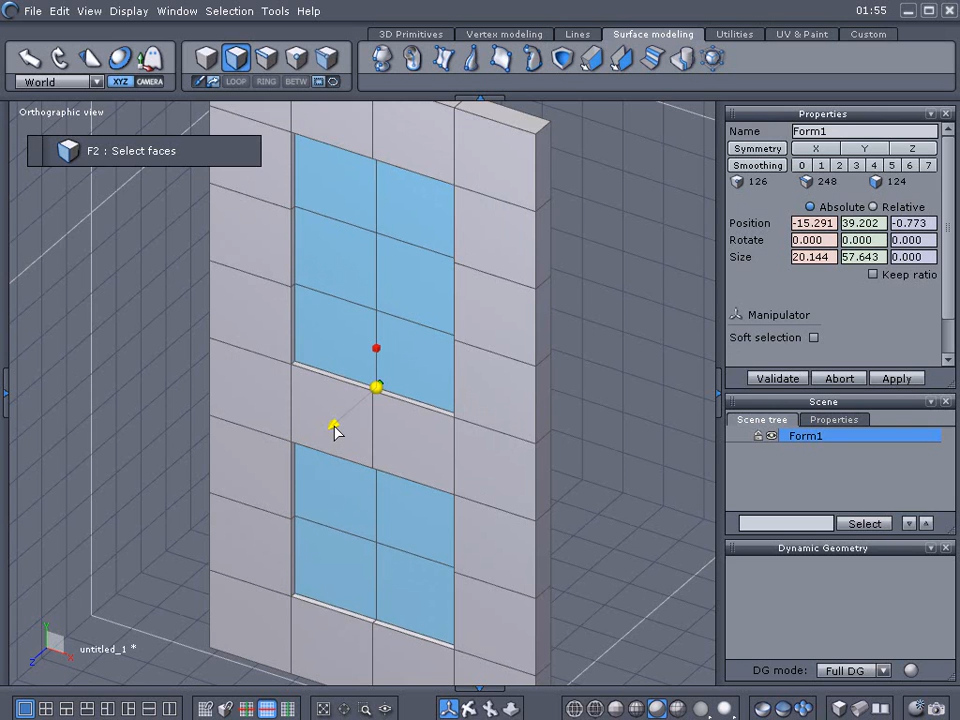 File Edit View Display Window Selection Tools Help 01:55
3D Primitives Vertex modeling Lines Surface modeling Utilities UV & Paint Custom
World XYZ CAMERA LOOP RING BETW
Orthographic view
F2 : Select faces
Properties
Name Form1
Symmetry X Y Z
Smoothing 0 1 2 3 4 5 6 7
126 248 124
Absolute Relative
Position -15.291 39.202 -0.773
Rotate 0.000 0.000 0.000
Size 20.144 57.643 0.000
Keep ratio
Manipulator
Soft selection
Validate Abort Apply
Scene
Scene tree Properties
Form1
Select
Dynamic Geometry
DG mode: Full DG
Y
Z X
untitled_1 *